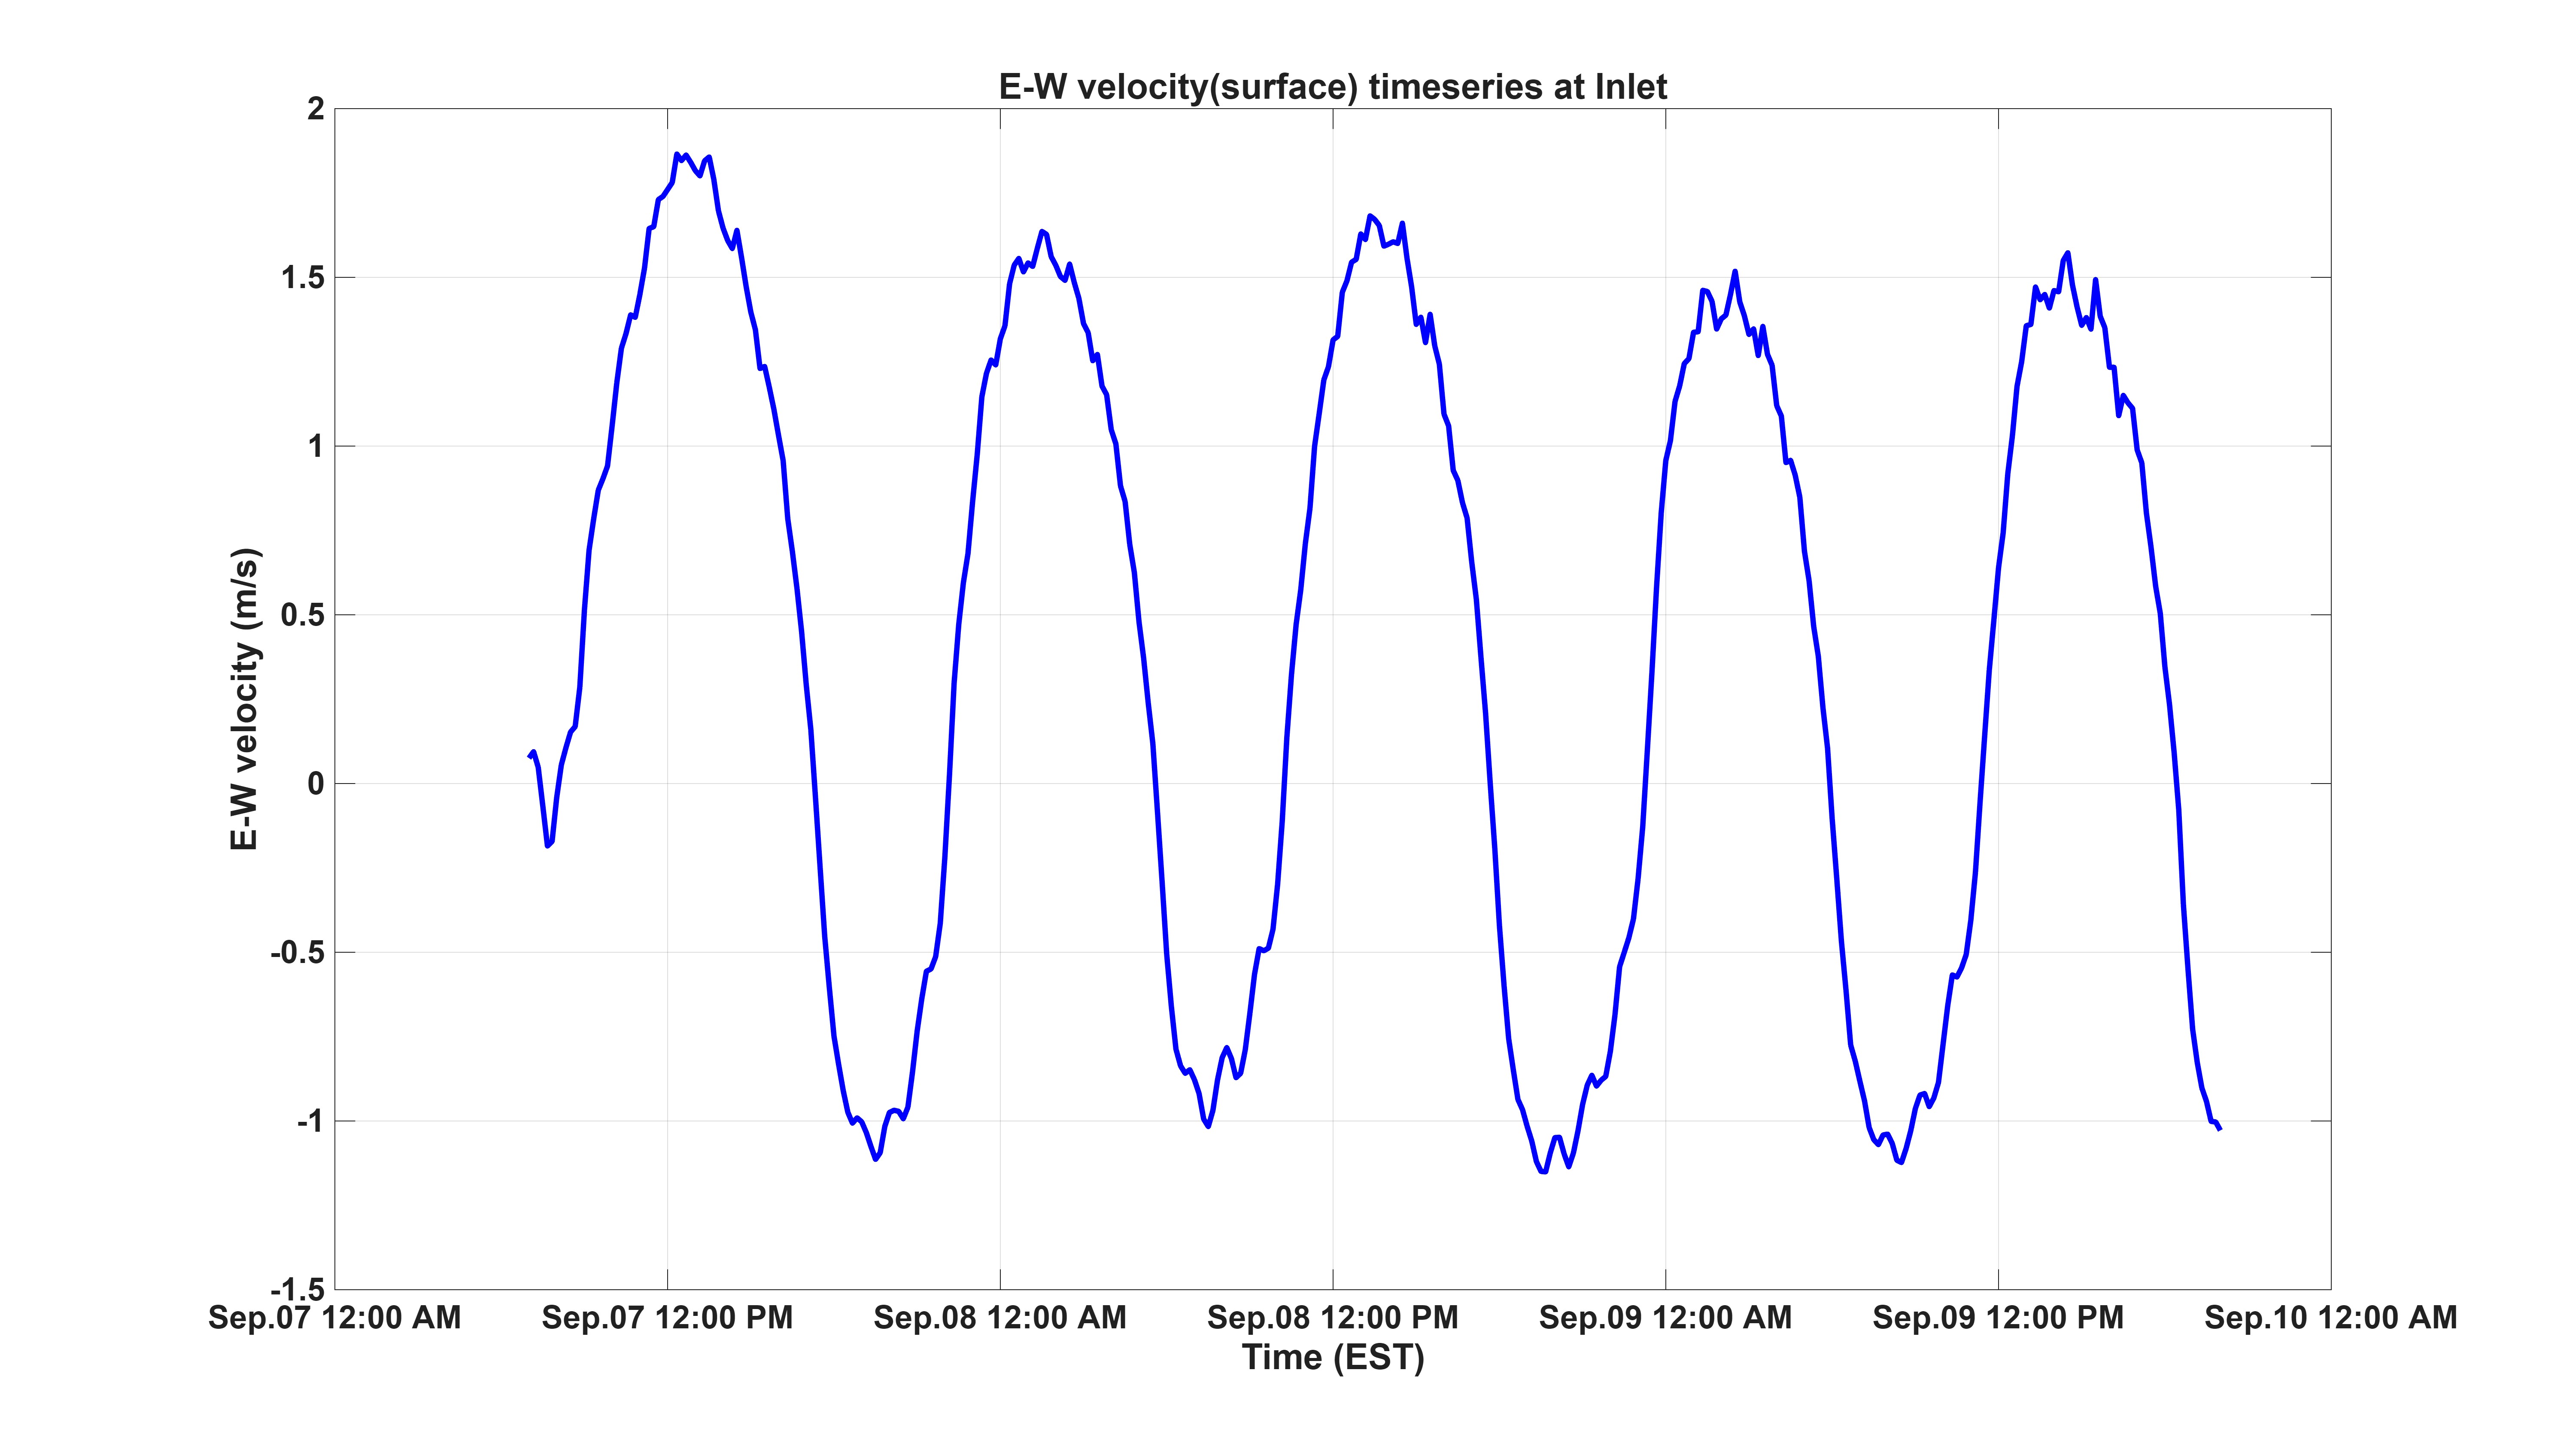 E-W velocity(surface) timeseries at Inlet
2
1.5
1
0.5
0
-0.5
-1
-1.5
E-W velocity (m/s)
Sep.07 12:00 AM Sep.07 12:00 PM Sep.08 12:00 AM Sep.08 12:00 PM Sep.09 12:00 AM Sep.09 12:00 PM Sep.10 12:00 AM
Time (EST)